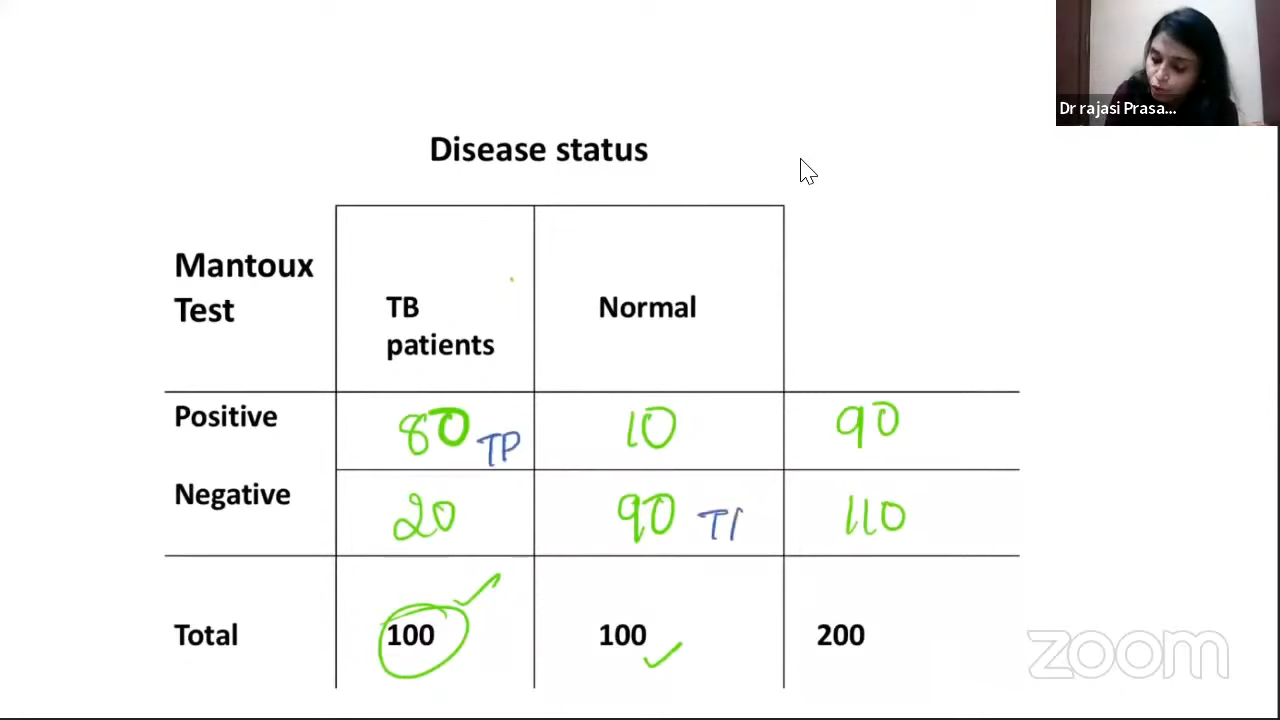 Dr rajasi Prasa...
Disease status
Mantoux
Test
TB
patients
Normal
Positive
80 TP
10
90
Negative
20
90
110
Total
100
100
200
zoom